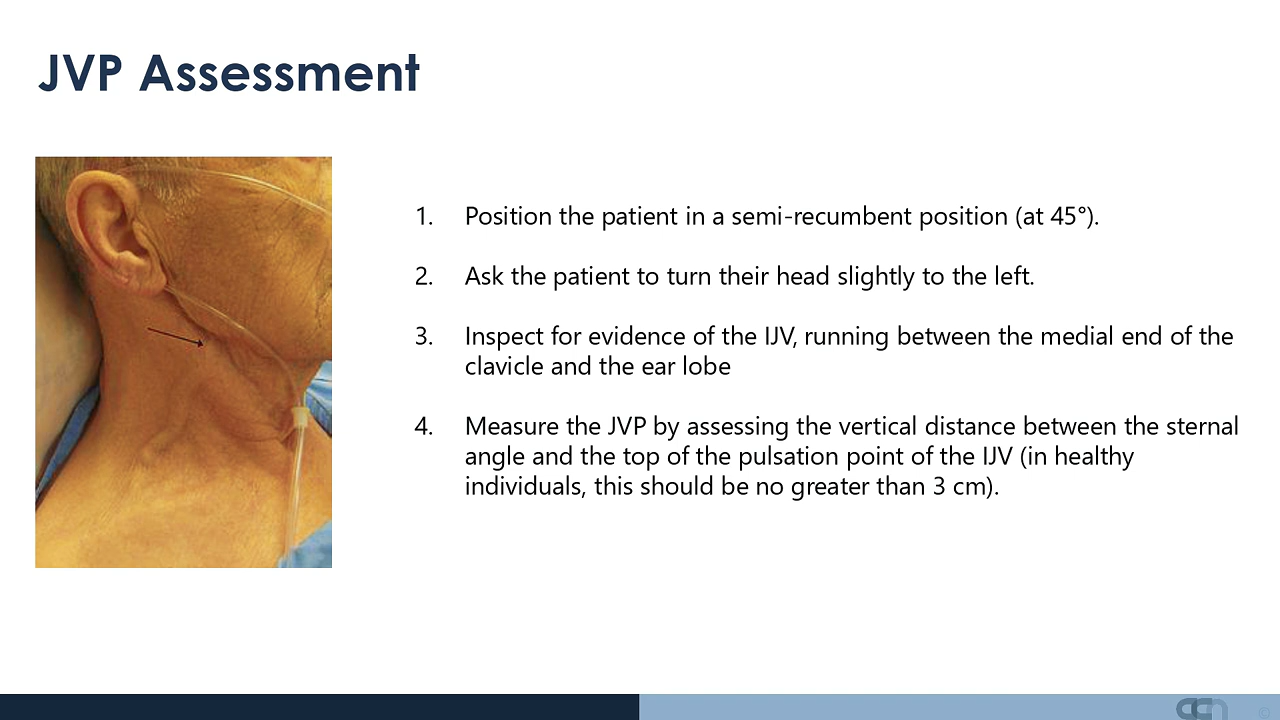 JVP Assessment
1. Position the patient in a semi-recumbent position (at 45°).
2. Ask the patient to turn their head slightly to the left.
3. Inspect for evidence of the IJV, running between the medial end of the
clavicle and the ear lobe
4. Measure the JVP by assessing the vertical distance between the sternal
angle and the top of the pulsation point of the IJV (in healthy
individuals, this should be no greater than 3 cm).